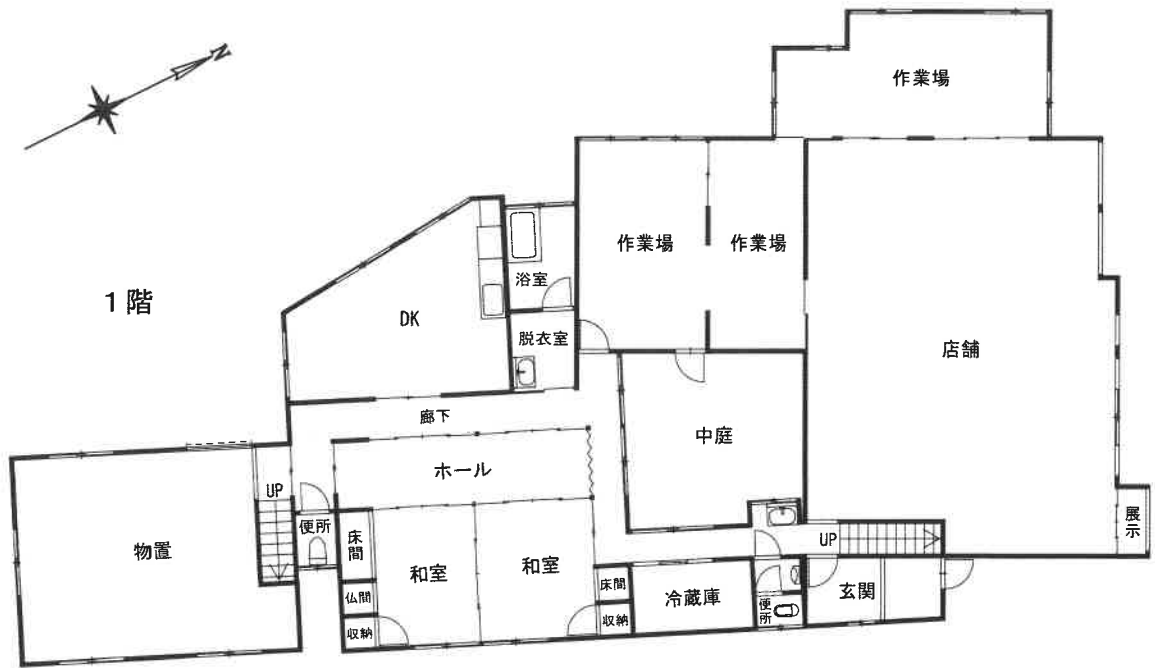 N
作業場
作業場
作業場
浴室
1階
DK
脱衣室
店舗
廊下
中庭
ホール
UP
便所
床間
展示
物置
和室
和室
UP
床間
仏間
冷蔵庫
玄関
便所
収納
収納